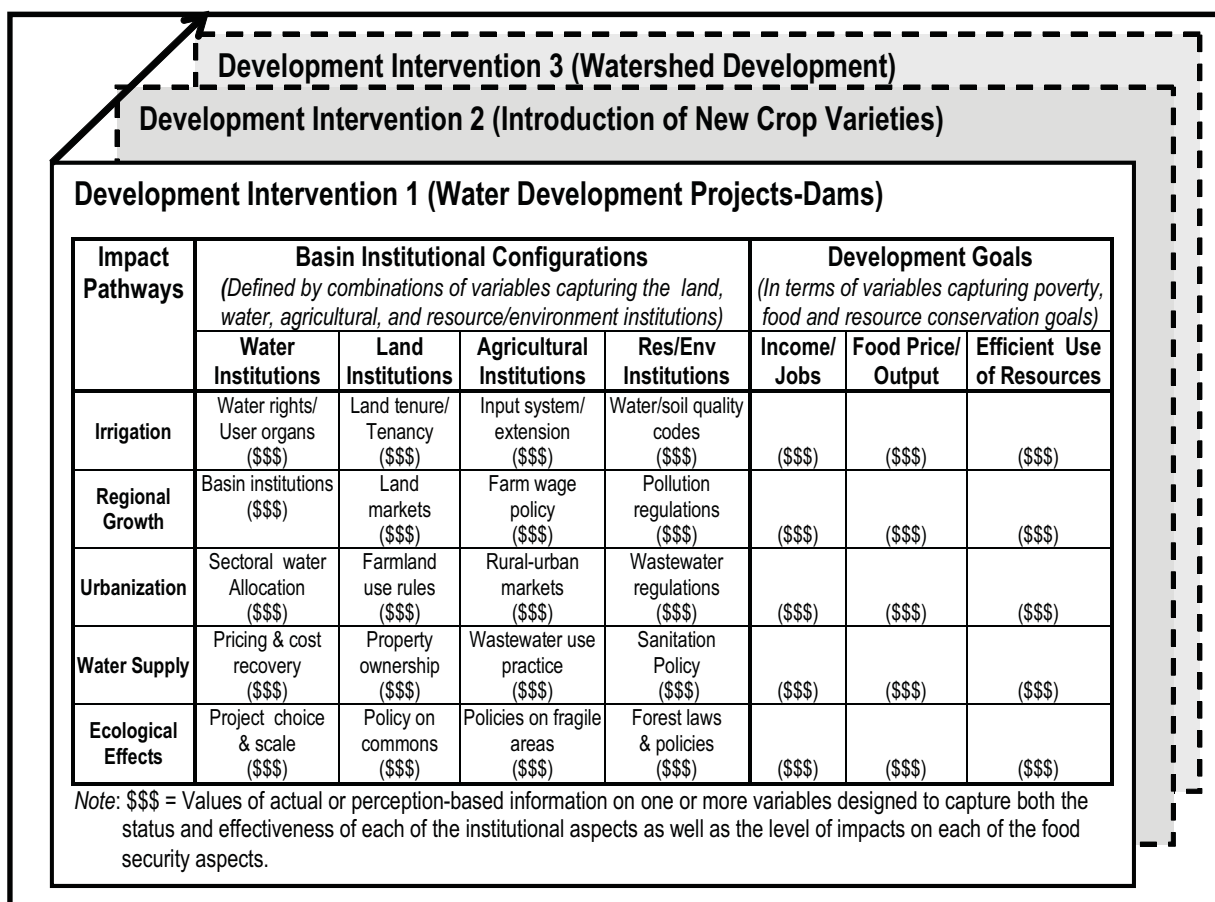 Development Intervention 3 (Watershed Development)
Development Intervention 2 (Introduction of New Crop Varieties)
Development Intervention 1 (Water Development Projects-Dams)
Impact Pathways | Basin Institutional Configurations | Development Goals
(Defined by combinations of variables capturing the land, | (In terms of variables capturing poverty,
water, agricultural, and resource/environment institutions) | food and resource conservation goals)
Water | Land | Agricultural | Res/Env | Income/ | Food Price/ | Efficient Use
Institutions | Institutions | Institutions | Institutions | Jobs | Output | of Resources
Water rights/ | Land tenure/ | Input system/ | Water/soil quality
Irrigation | User organs | Tenancy | extension | codes
($$$) | ($$$) | ($$$) | ($$$) | ($$$) | ($$$) | ($$$)
Basin institutions | Land | Farm wage | Pollution
Regional Growth | ($$$) | markets | policy | regulations
($$$) | ($$$) | ($$$) | ($$$) | ($$$) | ($$$)
Sectoral water | Farmland | Rural-urban | Wastewater
Urbanization | Allocation | use rules | markets | regulations
($$$) | ($$$) | ($$$) | ($$$) | ($$$) | ($$$) | ($$$)
Pricing & cost | Property | Wastewater use | Sanitation
Water Supply | recovery | ownership | practice | Policy
($$$) | ($$$) | ($$$) | ($$$) | ($$$) | ($$$) | ($$$)
Project choice | Policy on | Policies on fragile | Forest laws
Ecological Effects | & scale | commons | areas | & policies
($$$) | ($$$) | ($$$) | ($$$) | ($$$) | ($$$) | ($$$)
Note: $$$ = Values of actual or perception-based information on one or more variables designed to capture both the
status and effectiveness of each of the institutional aspects as well as the level of impacts on each of the food
security aspects.